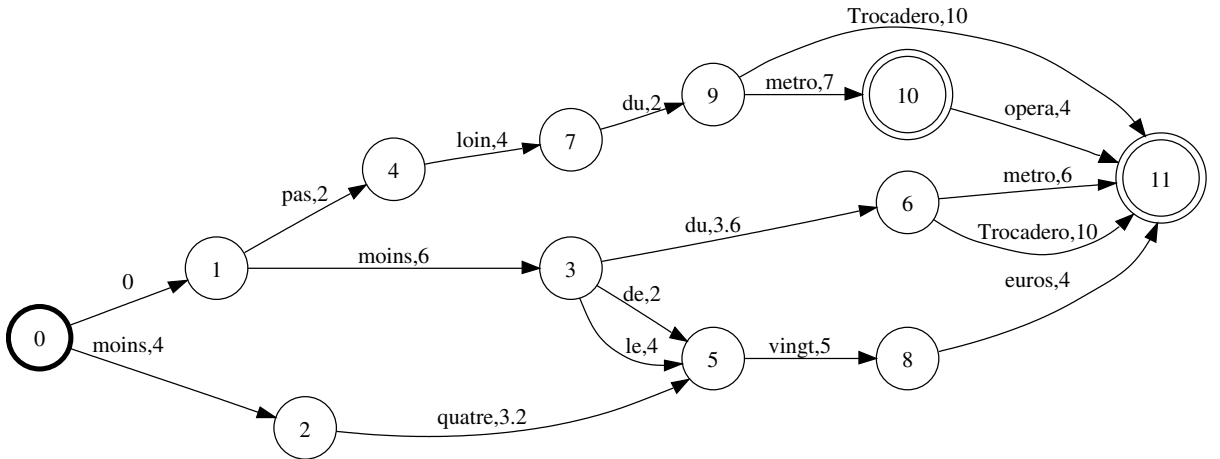 Trocadero,10
metro,7
du,2
9
10
opera,4
loin,4
7
4
pas,2
11
metro,6
6
Trocadero,10
du,3.6
moins,6
1
3
0
de,2
euros,4
le,4
vingt,5
5
8
0
moins,4
quatre,3.2
2